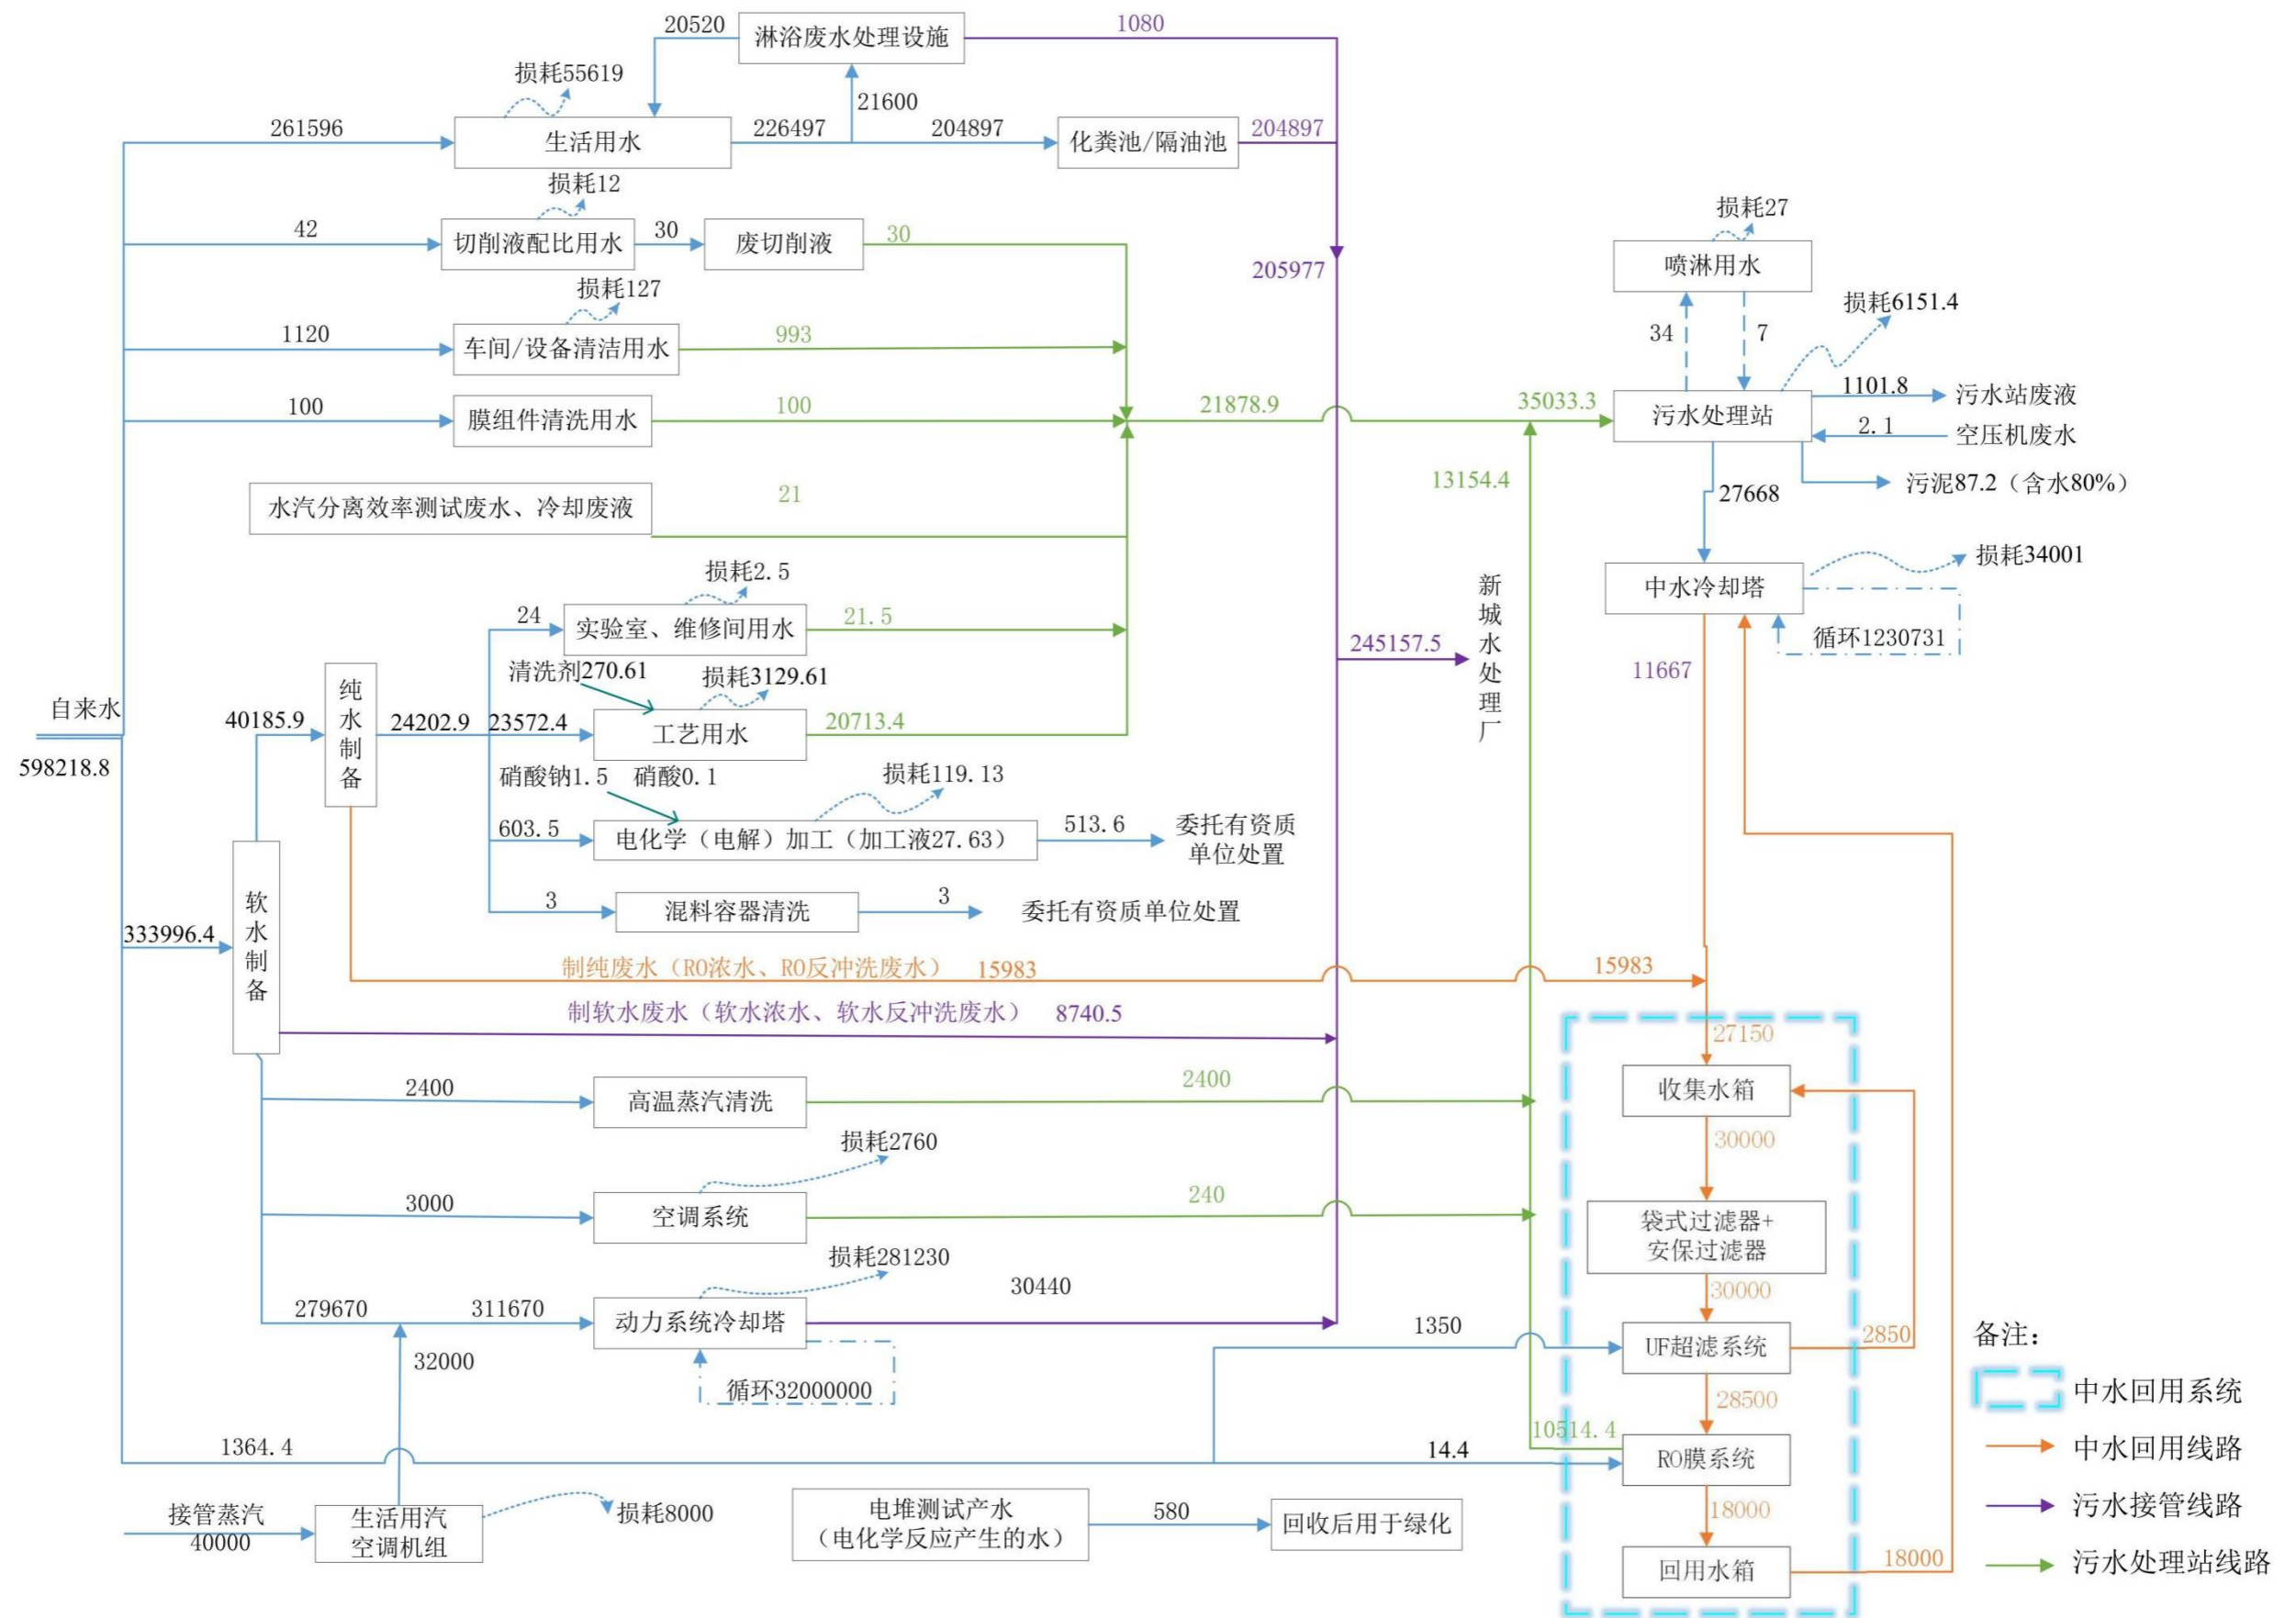 20520
淋浴废水处理设施
1080
损耗55619
21600
261596
生活用水
226497
204897
化粪池/隔油池
204897
损耗12
42
切削液配比用水
30
废切削液
30
205977
损耗127
1120
车间/设备清洁用水
993
100
膜组件清洗用水
100
21878.9
35033.3
水汽分离效率测试废水、冷却废液
21
13154.4
损耗27
喷淋用水
34
7
损耗6151.4
污水处理站
1101.8
污水站废液
2.1
空压机废水
27668
污泥87.2（含水80%）
损耗2.5
24
实验室、维修间用水
21.5
清洗剂270.61
损耗3129.61
自来水
598218.8
40185.9
纯水制备
24202.9
23572.4
工艺用水
20713.4
245157.5
新城水处理厂
中水冷却塔
损耗34001
循环1230731
11667
硝酸钠1.5
硝酸0.1
损耗119.13
603.5
电化学（电解）加工（加工液27.63）
513.6
委托有资质
单位处置
3
混料容器清洗
3
委托有资质单位处置
333996.4
软水制备
制纯废水（RO浓水、RO反冲洗废水）
15983
15983
制软水废水（软水浓水、软水反冲洗废水）
8740.5
27150
2400
高温蒸汽清洗
2400
收集水箱
30000
损耗2760
3000
空调系统
240
袋式过滤器+
安保过滤器
30000
损耗281230
279670
311670
动力系统冷却塔
30440
32000
循环32000000
1350
UF超滤系统
2850
28500
1364.4
14.4
10514.4
RO膜系统
18000
接管蒸汽
40000
生活用汽
空调机组
损耗8000
电堆测试产水
（电化学反应产生的水）
580
回收后用于绿化
回用水箱
18000
备注：
中水回用系统
中水回用线路
污水接管线路
污水处理站线路